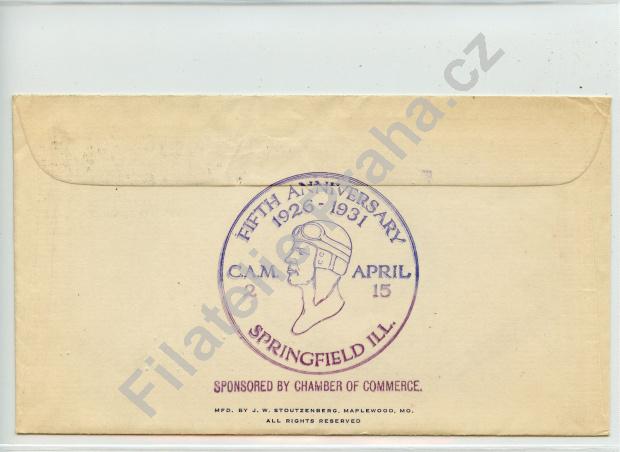 FIFTH ANNIVERSARY
1926-1931
C.A.M. APRIL
2 15
SPRINGFIELD ILL.
SPONSORED BY CHAMBER OF COMMERCE.
MFD. BY J. W. STOUTZENBERG, MAPLEWOOD, MO.
ALL RIGHTS RESERVED
Filatelie Praha.cz